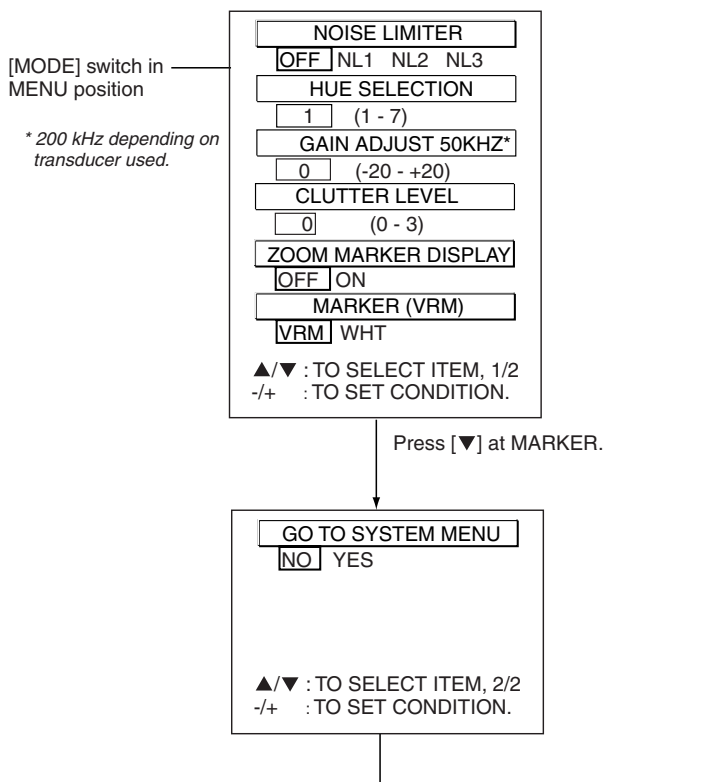 NOISE LIMITER
OFF NL1 NL2 NL3
[MODE] switch in
MENU position
HUE SELECTION
1 (1 - 7)
* 200 kHz depending on
transducer used.
GAIN ADJUST 50KHZ*
0 (-20 - +20)
CLUTTER LEVEL
0 (0 - 3)
ZOOM MARKER DISPLAY
OFF ON
MARKER (VRM)
VRM WHT
▲/▼ : TO SELECT ITEM, 1/2
-/+ : TO SET CONDITION.
Press [▼] at MARKER.
GO TO SYSTEM MENU
NO YES
▲/▼ : TO SELECT ITEM, 2/2
-/+ : TO SET CONDITION.